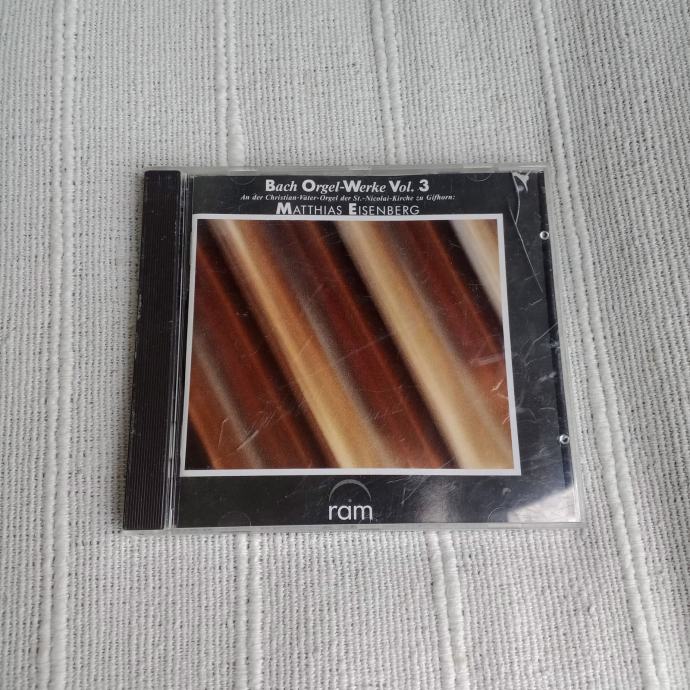 Bach Orgel-Werke Vol. 3
An der Christian-Vater-Orgel der St.-Nicolai-Kirche zu Gifhorn:
MATTHIAS EISENBERG
ram